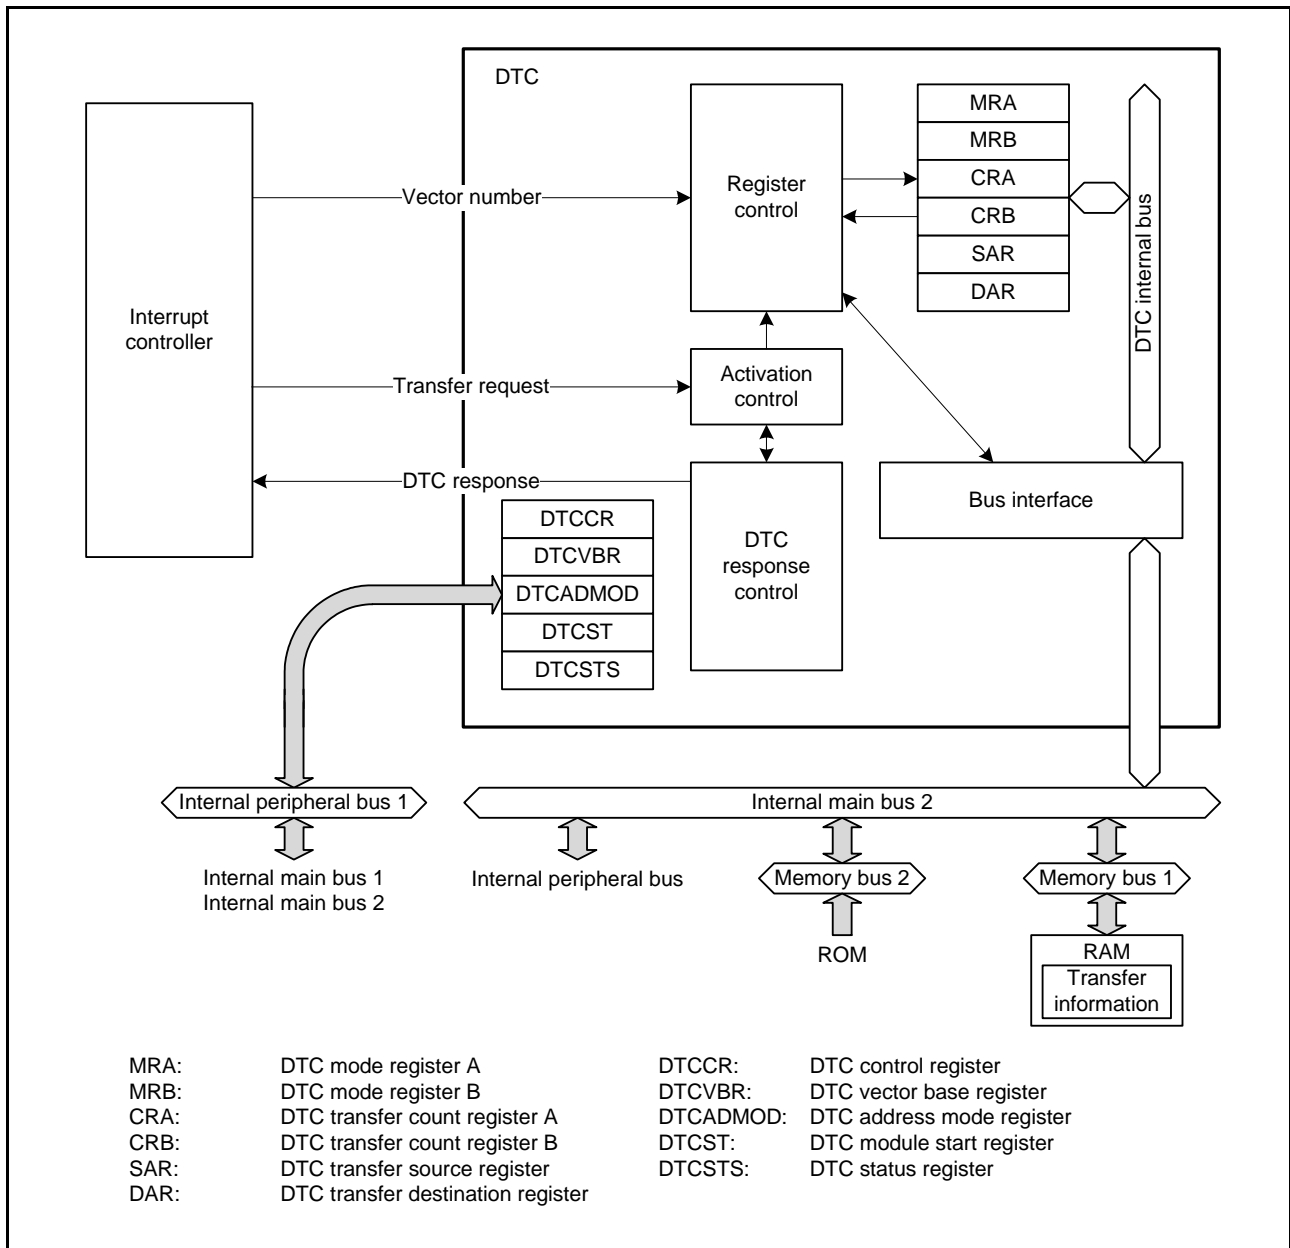 DTC
MRA
MRB
CRA
CRB
SAR
DAR
Register
control
Vector number
DTC internal bus
Interrupt
controller
Activation
control
Transfer request
DTC response
Bus interface
DTCCR
DTCVBR
DTCADMOD
DTCST
DTCSTS
DTC
response
control
Internal peripheral bus 1
Internal main bus 2
Internal main bus 1
Internal main bus 2
Internal peripheral bus
Memory bus 2
Memory bus 1
ROM
RAM
Transfer
information
MRA: DTC mode register A
MRB: DTC mode register B
CRA: DTC transfer count register A
CRB: DTC transfer count register B
SAR: DTC transfer source register
DAR: DTC transfer destination register
DTCCR: DTC control register
DTCVBR: DTC vector base register
DTCADMOD: DTC address mode register
DTCST: DTC module start register
DTCSTS: DTC status register